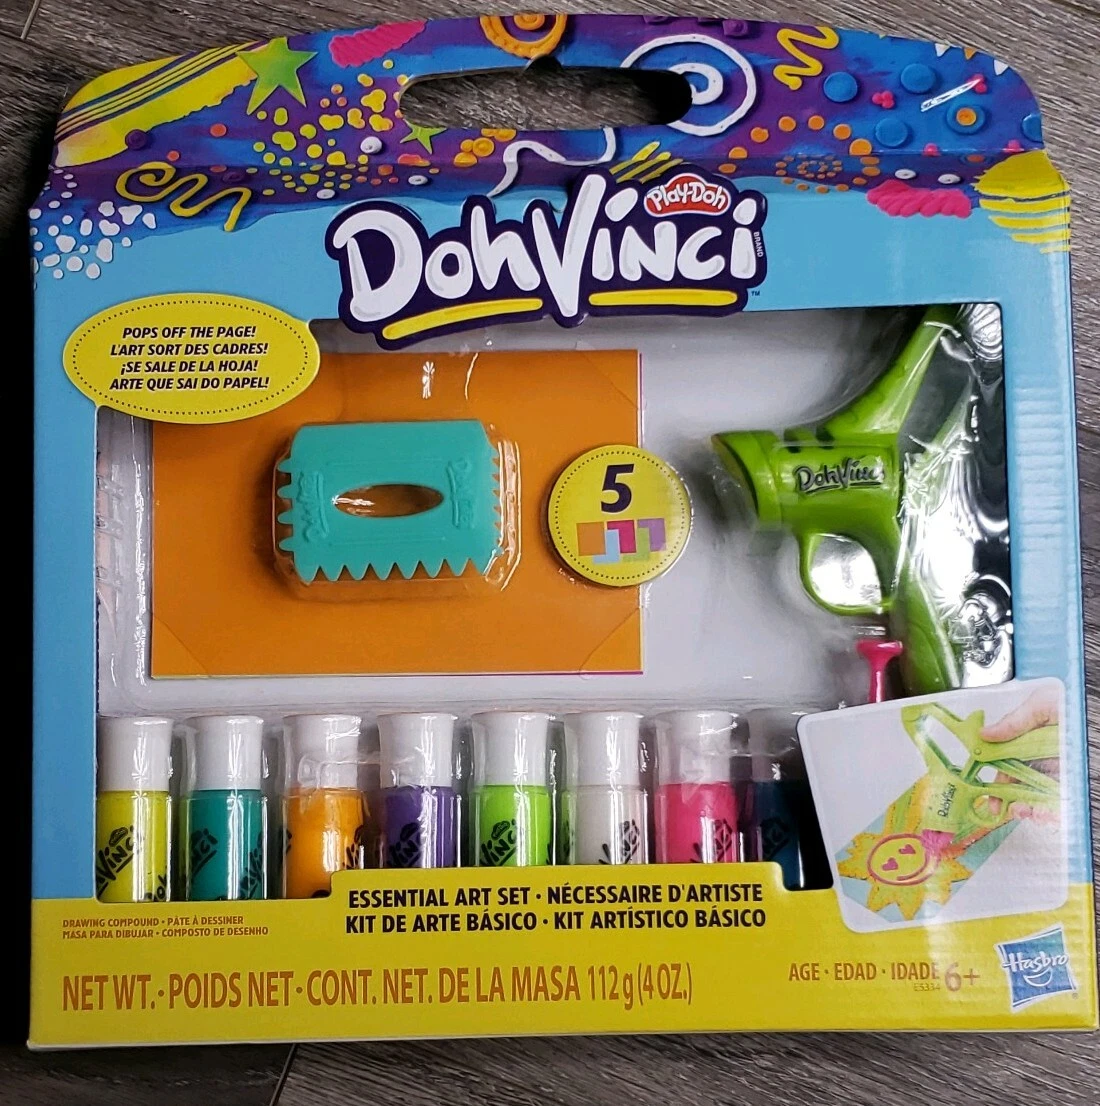 PLAY-DOH
DOHVINCI
BRAND
™
POPS OFF THE PAGE!
L'ART SORT DES CADRES!
¡SE SALE DE LA HOJA!
ARTE QUE SAI DO PAPEL!
5
DohVinci
ESSENTIAL ART SET • NÉCESSAIRE D'ARTISTE
KIT DE ARTE BÁSICO • KIT ARTÍSTICO BÁSICO
DRAWING COMPOUND • PÂTE À DESSINER
MASA PARA DIBUJAR • COMPOSTO DE DESENHO
NET WT. • POIDS NET • CONT. NET. DE LA MASA 112 g (4 OZ.)
AGE • EDAD • IDADE 6+
E5334
Hasbro